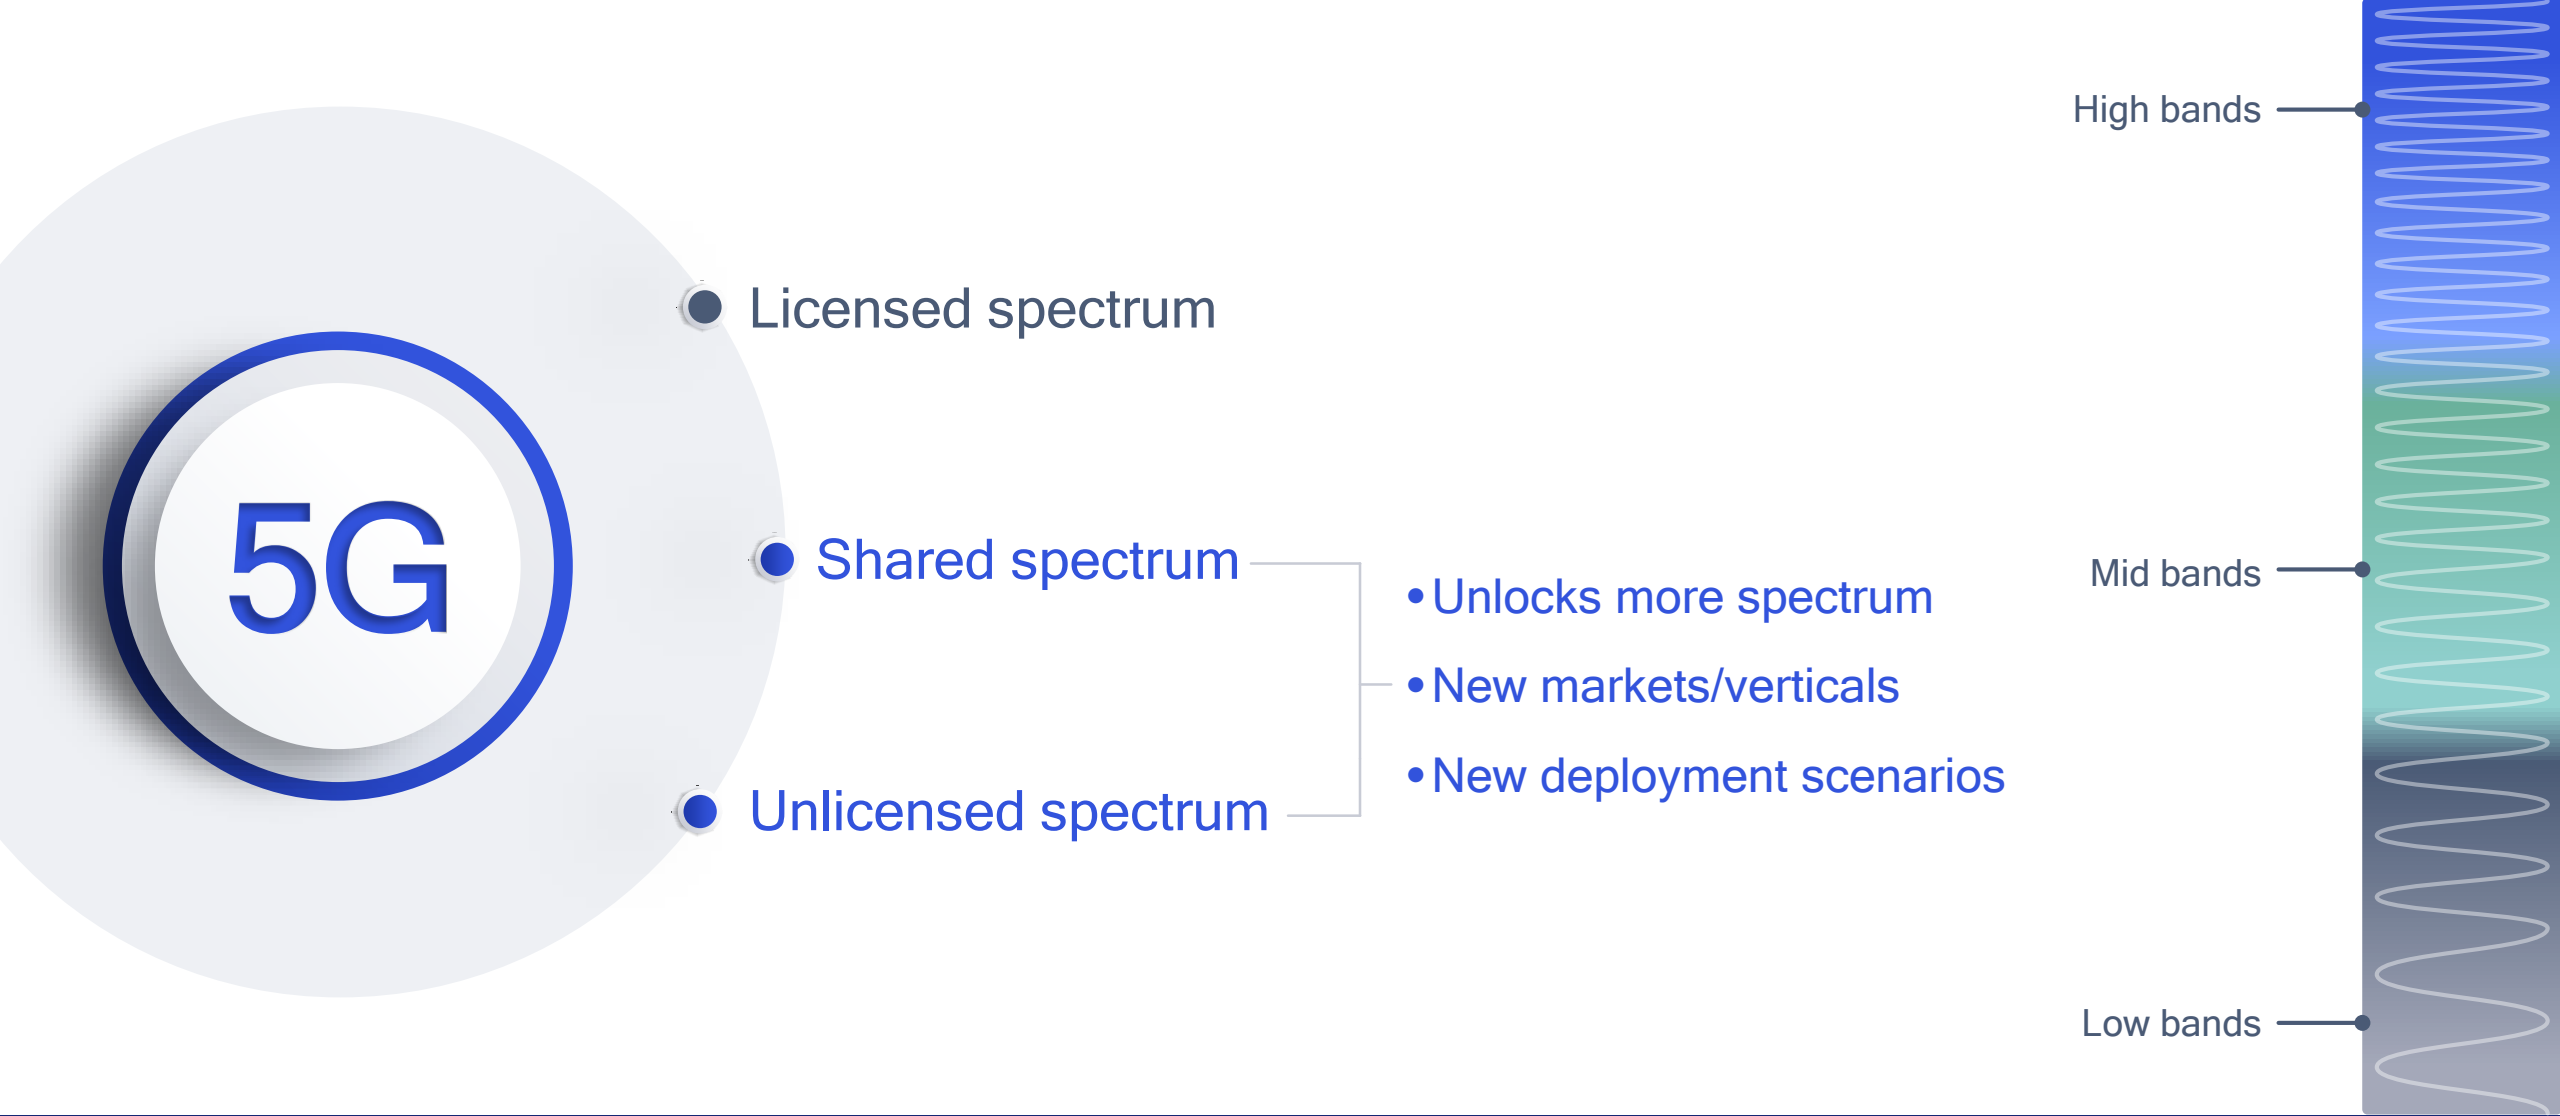 5G
Licensed spectrum
Shared spectrum
Unlicensed spectrum
• Unlocks more spectrum
• New markets/verticals
• New deployment scenarios
High bands
Mid bands
Low bands